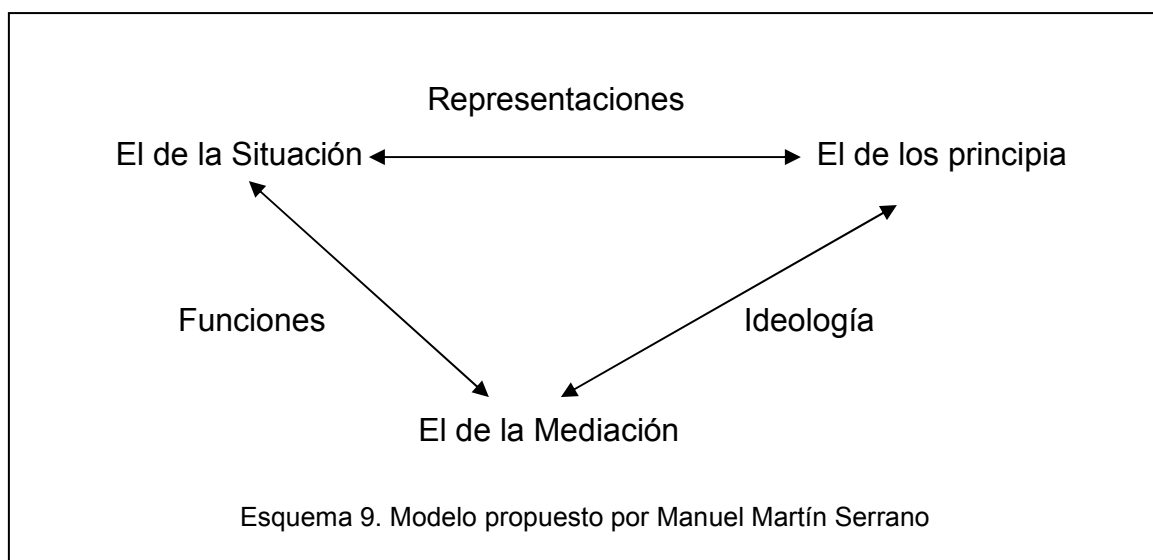 Representaciones
El de la Situación
El de los principia
Funciones
Ideología
El de la Mediación
Esquema 9. Modelo propuesto por Manuel Martín Serrano